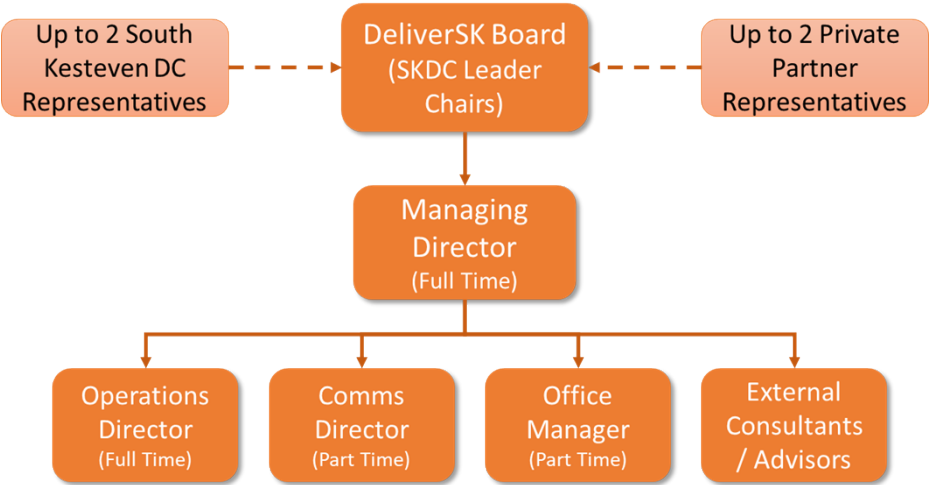 Up to 2 South
Kesteven DC
Representatives
DeliverSK Board
(SKDC Leader
Chairs)
Up to 2 Private
Partner
Representatives
Managing
Director
(Full Time)
Operations
Director
(Full Time)
Comms
Director
(Part Time)
Office
Manager
(Part Time)
External
Consultants
/ Advisors